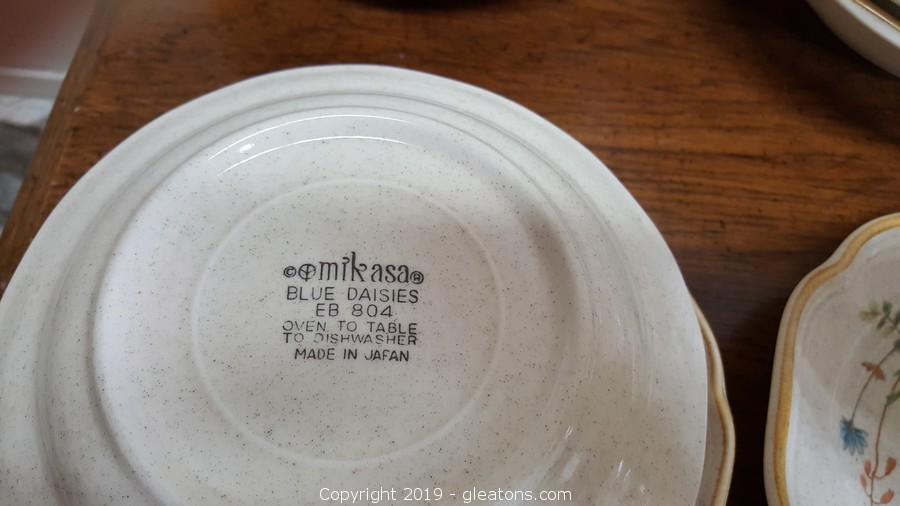 ©mikasa®
BLUE DAISIES
EB 804
OVEN TO TABLE
TO DISHWASHER
MADE IN JAPAN
Copyright 2019 - gleatons.com